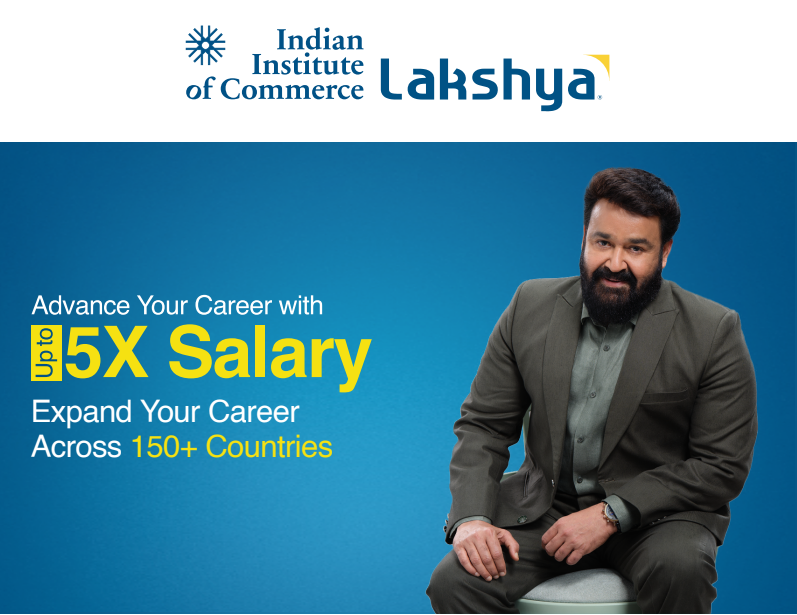 Indian
Institute
of Commerce
Lakshya
Advance Your Career with
Up to 5X Salary
Expand Your Career
Across 150+ Countries